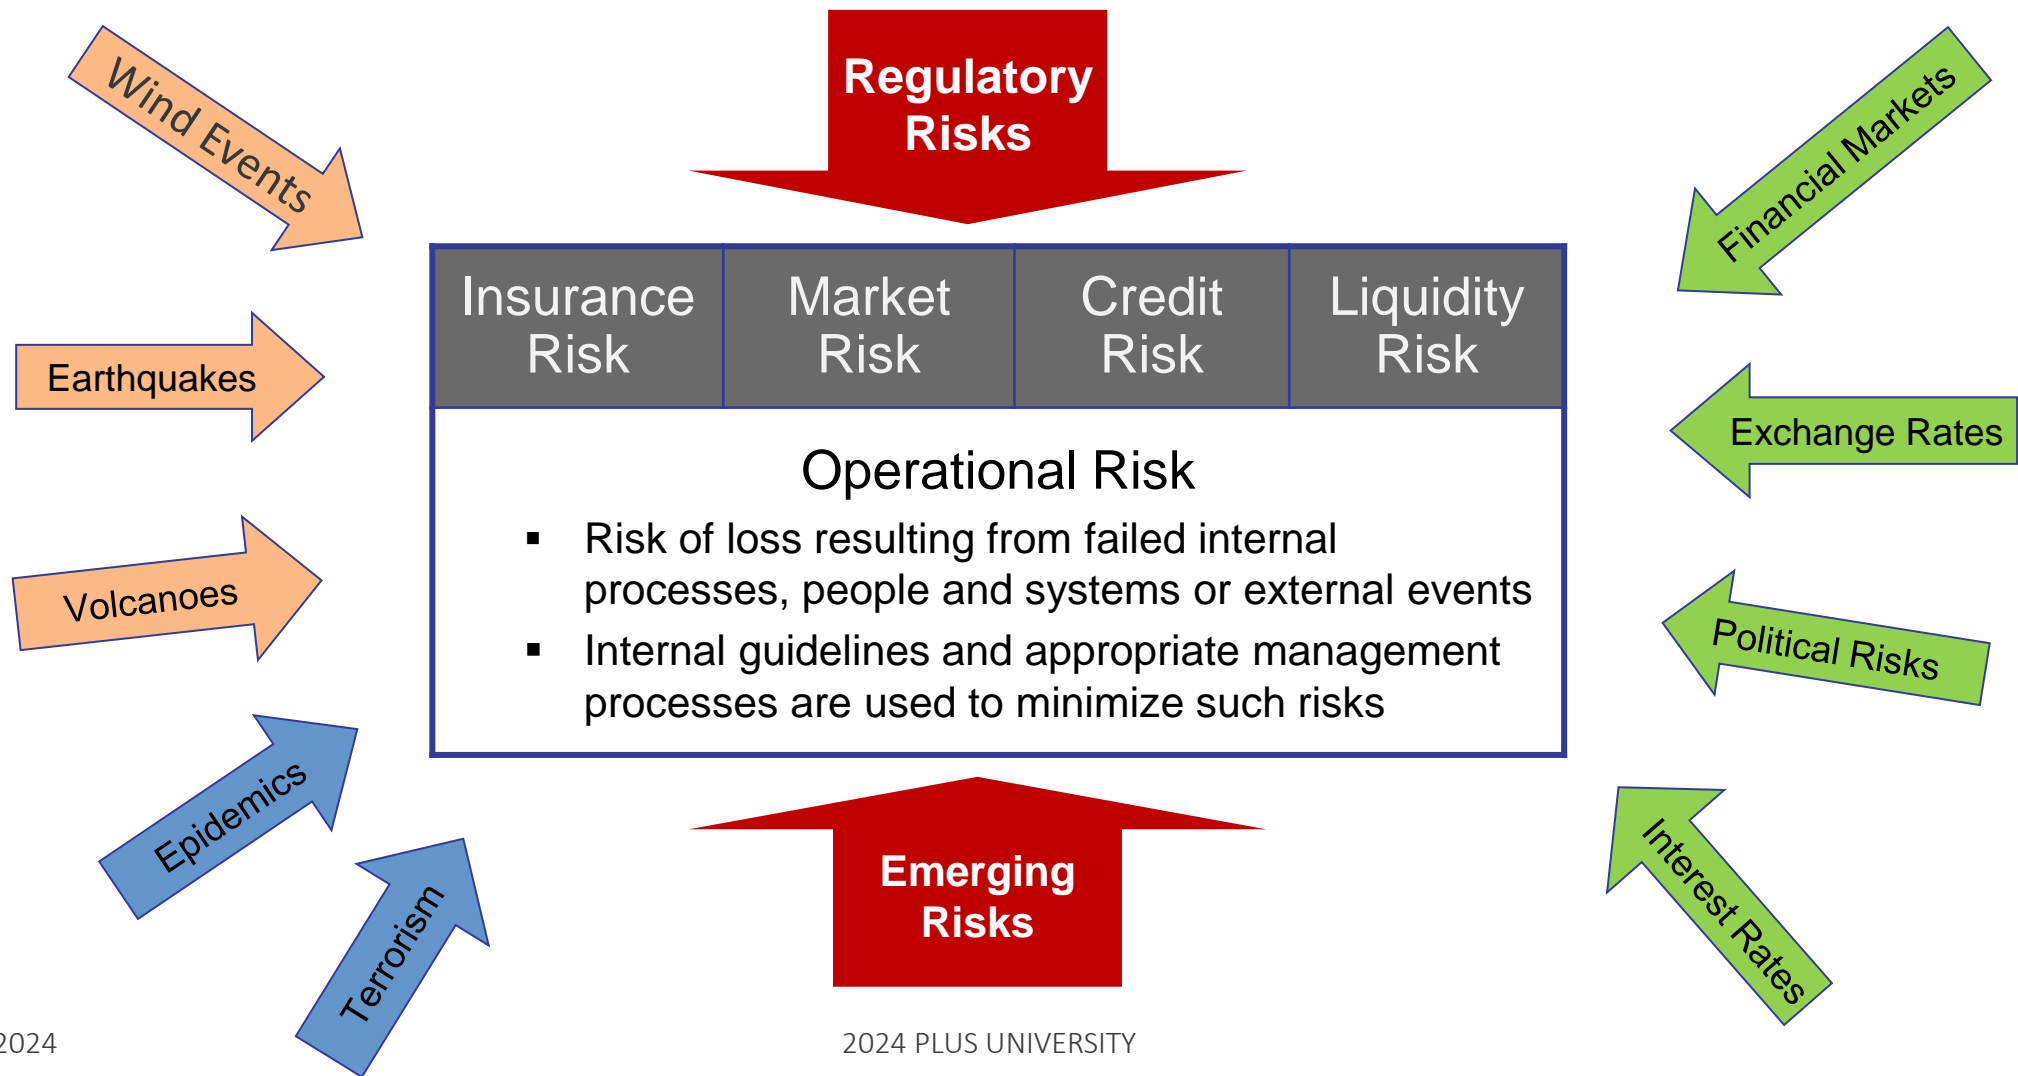 Wind Events
Regulatory
Risks
Financial Markets
Insurance
Risk
Market
Risk
Credit
Risk
Liquidity
Risk
Earthquakes
Exchange Rates
Operational Risk
▪ Risk of loss resulting from failed internal
processes, people and systems or external events
▪ Internal guidelines and appropriate management
processes are used to minimize such risks
Volcanoes
Political Risks
Epidemics
Terrorism
Emerging
Risks
Interest Rates
2024
2024 PLUS UNIVERSITY